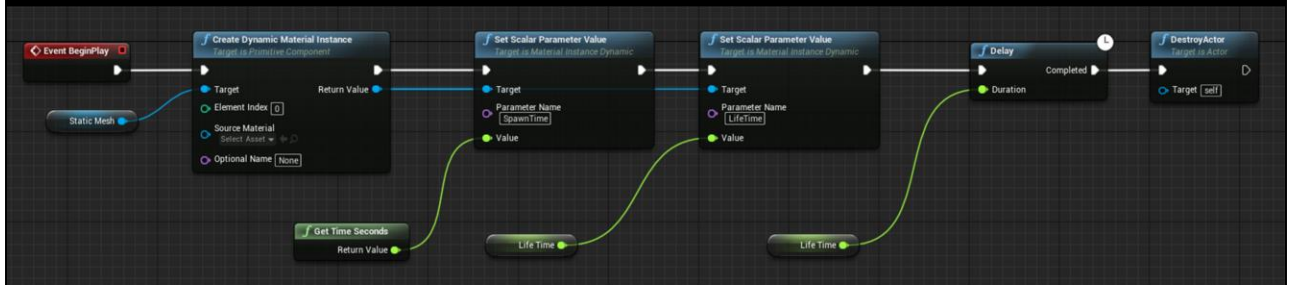 Event BeginPlay
Static Mesh
Create Dynamic Material Instance
Target is Primitive Component
Target
Return Value
Element Index 0
Source Material
Select Asset
Optional Name None
Get Time Seconds
Return Value
Set Scalar Parameter Value
Target is Material Instance Dynamic
Target
Parameter Name
SpawnTime
Value
Life Time
Set Scalar Parameter Value
Target is Material Instance Dynamic
Target
Parameter Name
LifeTime
Value
Life Time
Delay
Completed
Duration
DestroyActor
Target is Actor
Target self